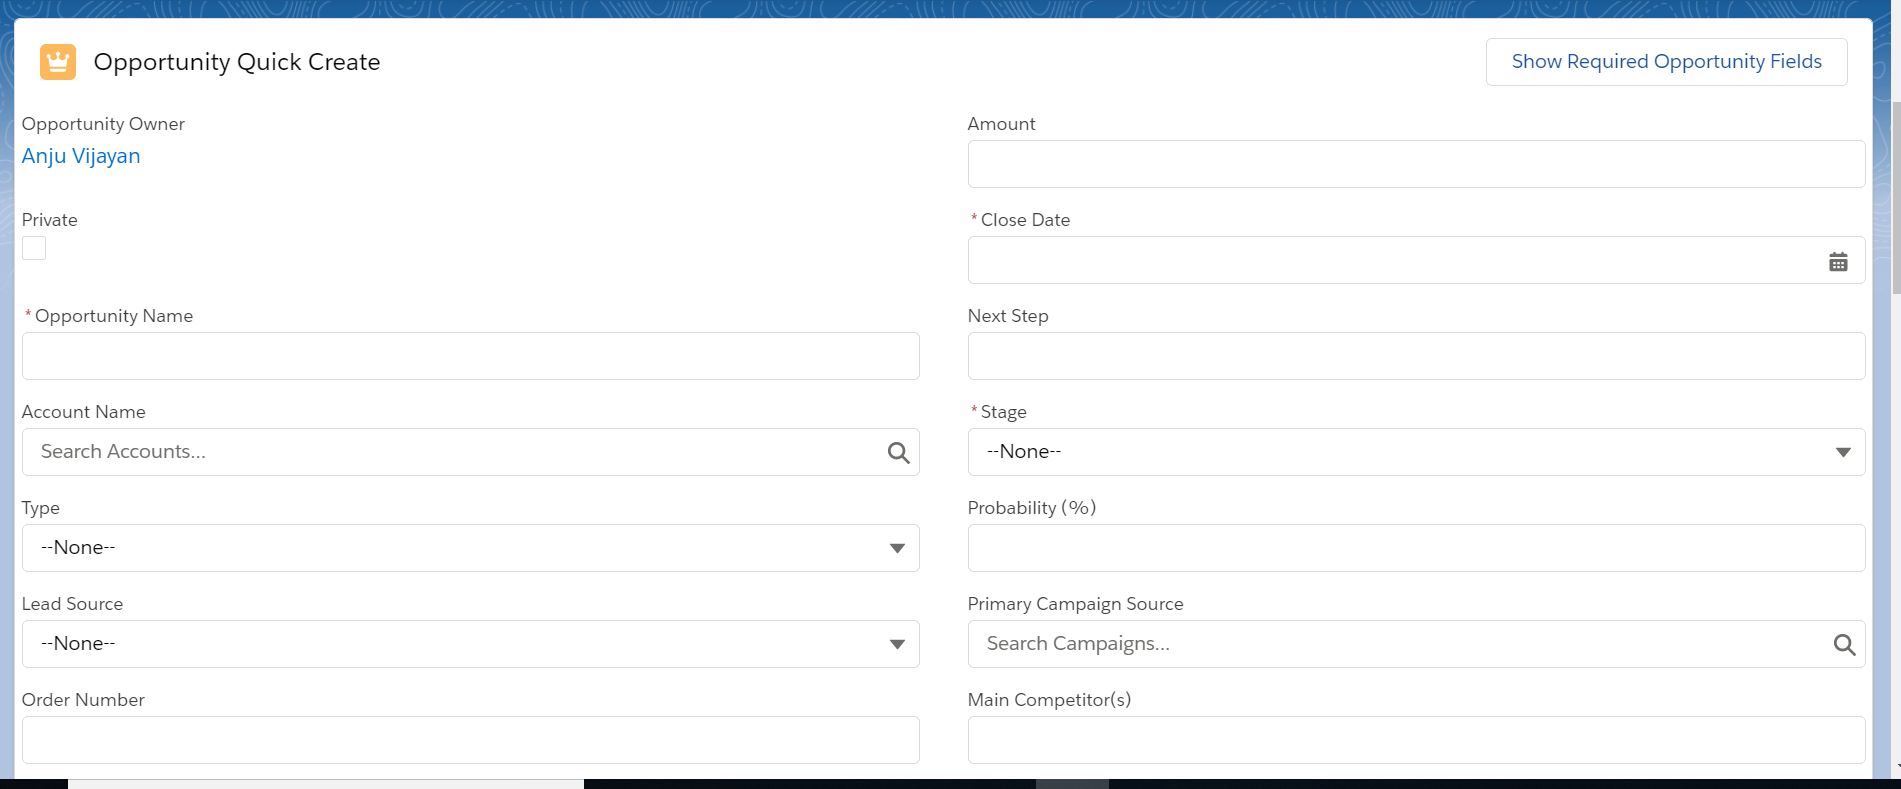 Opportunity Quick Create
Show Required Opportunity Fields
Opportunity Owner
Anju Vijayan
Amount
Private
* Close Date
* Opportunity Name
Next Step
Account Name
Search Accounts...
* Stage
--None--
Type
--None--
Probability (%)
Lead Source
--None--
Primary Campaign Source
Search Campaigns...
Order Number
Main Competitor(s)